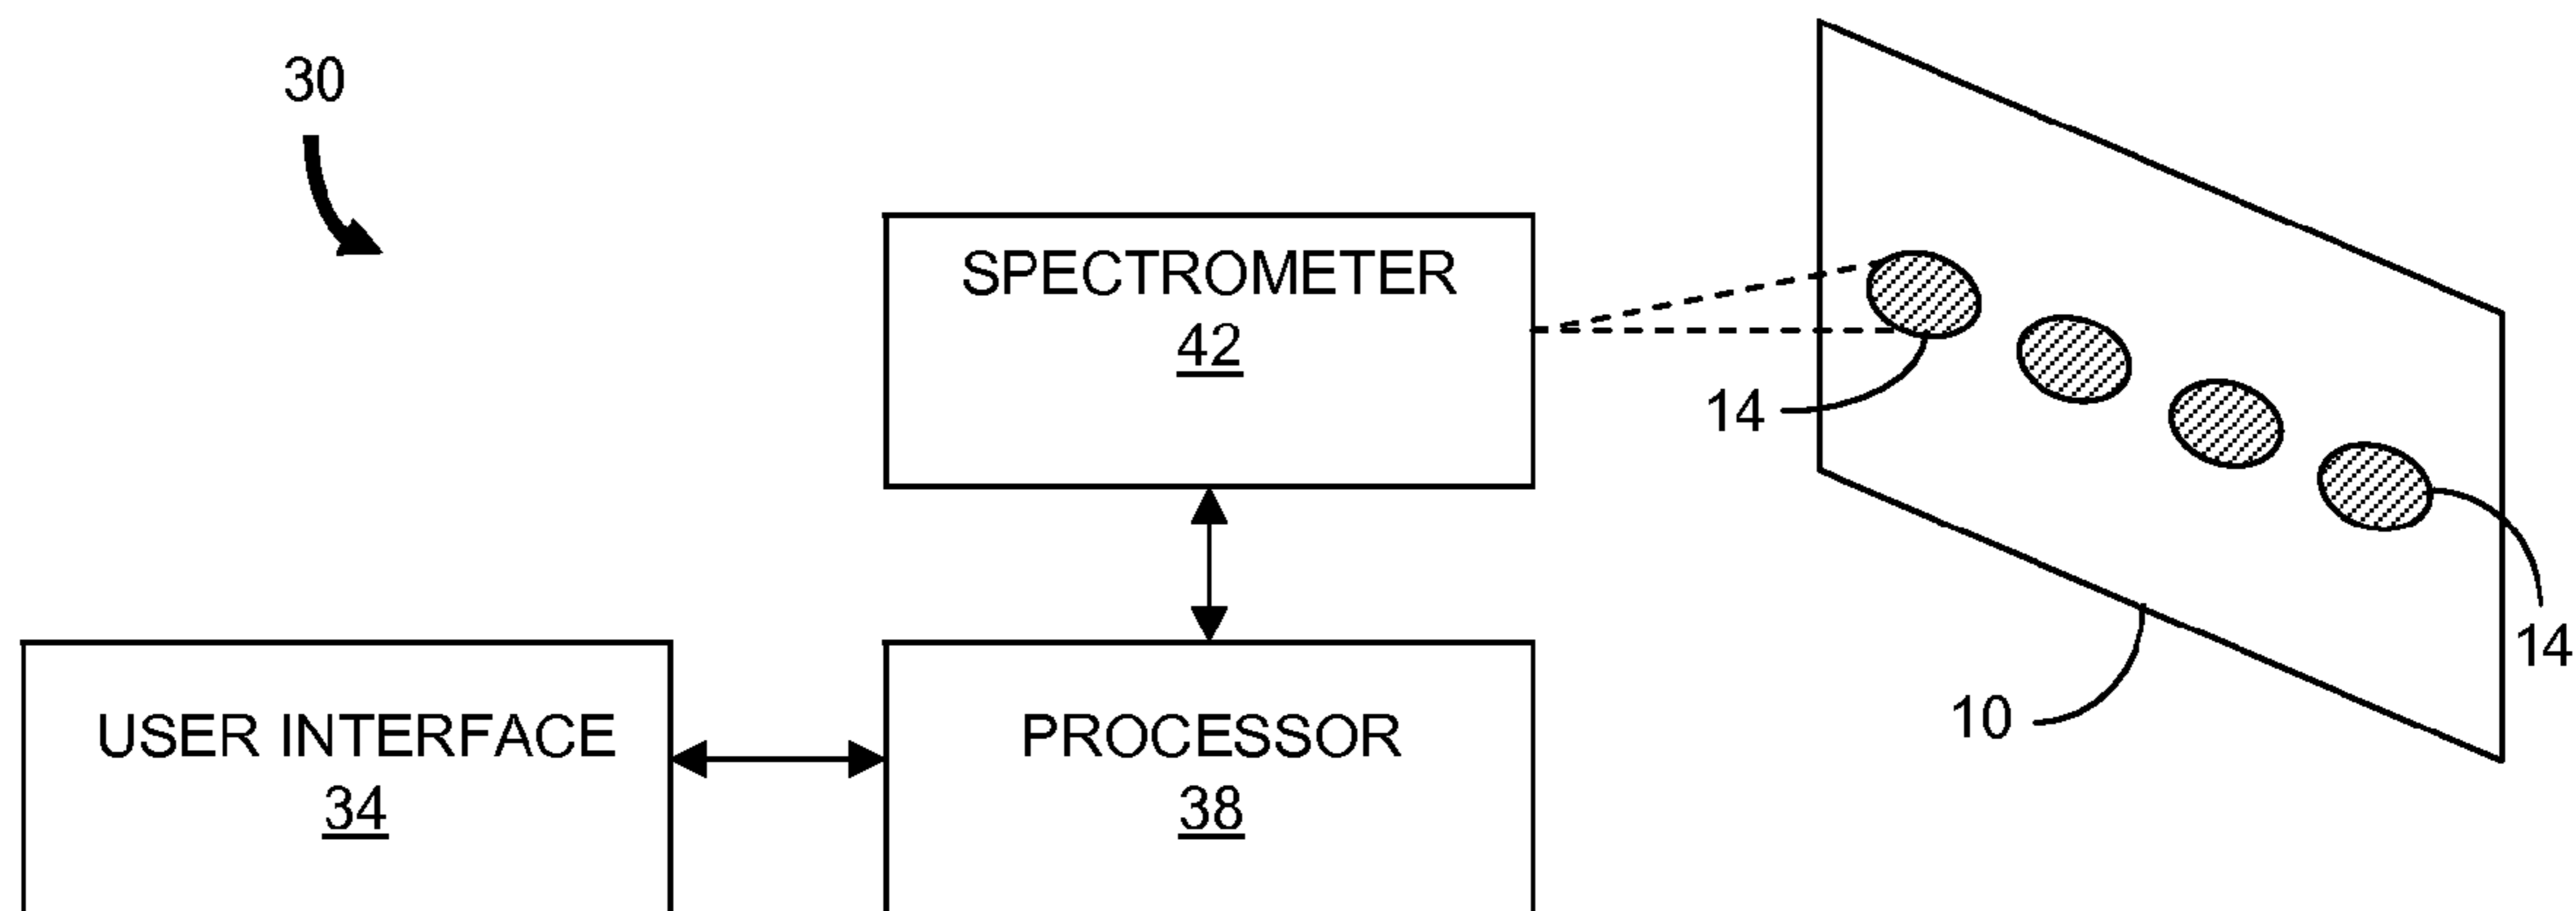 30
SPECTROMETER
42
14
14
10
USER INTERFACE
34
PROCESSOR
38